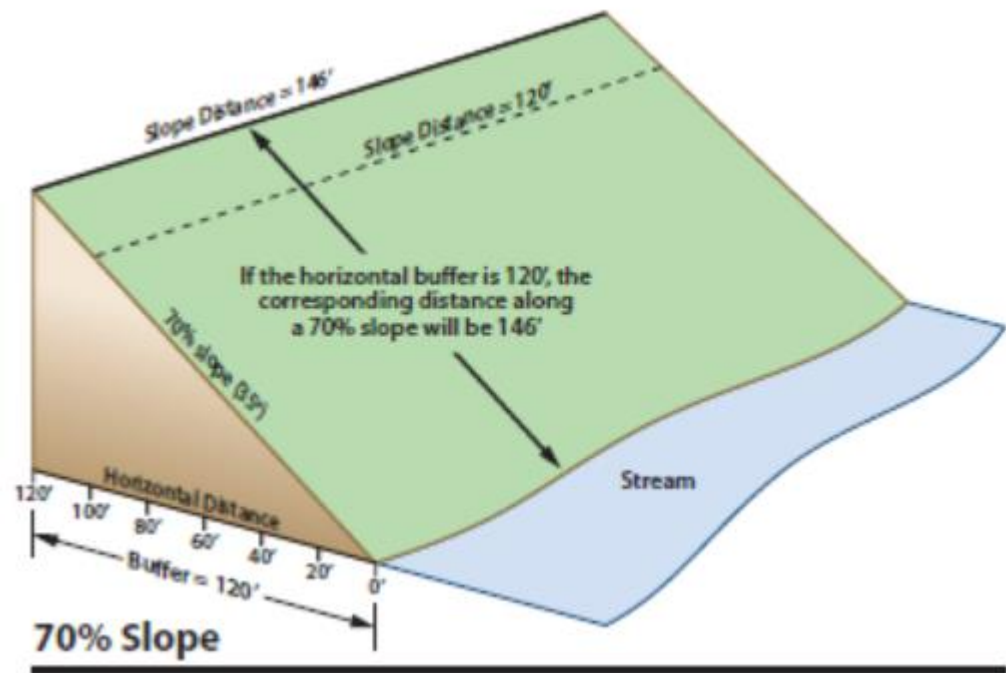 Slope Distance = 146'
Slope Distance = 120'
If the horizontal buffer is 120', the
corresponding distance along
a 70% slope will be 146'
70% slope (35º)
Stream
Horizontal Distance
120'
100'
80'
60'
40'
20'
0'
Buffer = 120'
70% Slope